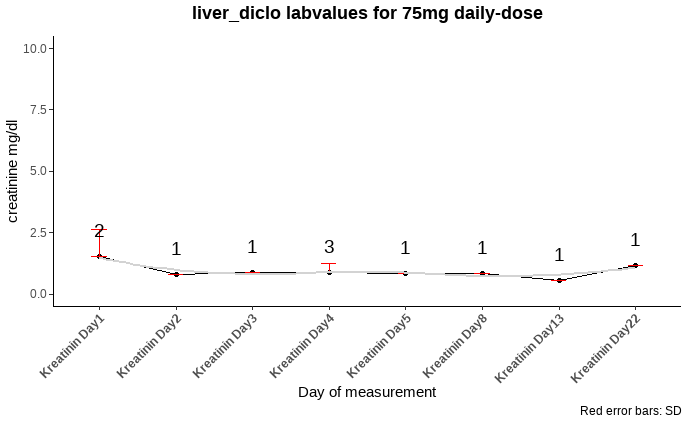 liver_diclo labvalues for 75mg daily-dose
creatinine mg/dl
10.0
7.5
5.0
2.5
0.0
2
1
1
3
1
1
1
1
Kreatinin Day1
Kreatinin Day2
Kreatinin Day3
Kreatinin Day4
Kreatinin Day5
Kreatinin Day8
Kreatinin Day13
Kreatinin Day22
Day of measurement
Red error bars: SD